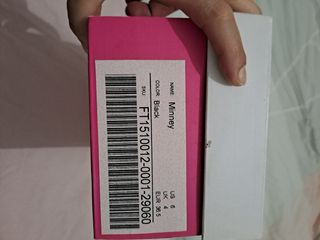 NAME: Minney
COLOR: Black
SKU: FT1510012-0001-29060
US 6
UK 4
EUR 36.5